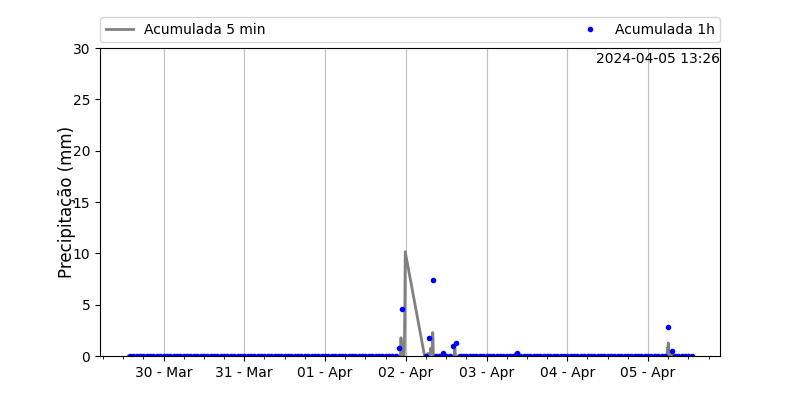 Acumulada 5 min
Acumulada 1h
2024-04-05 13:26
Precipitação (mm)
30
25
20
15
10
5
0
30 - Mar
31 - Mar
01 - Apr
02 - Apr
03 - Apr
04 - Apr
05 - Apr